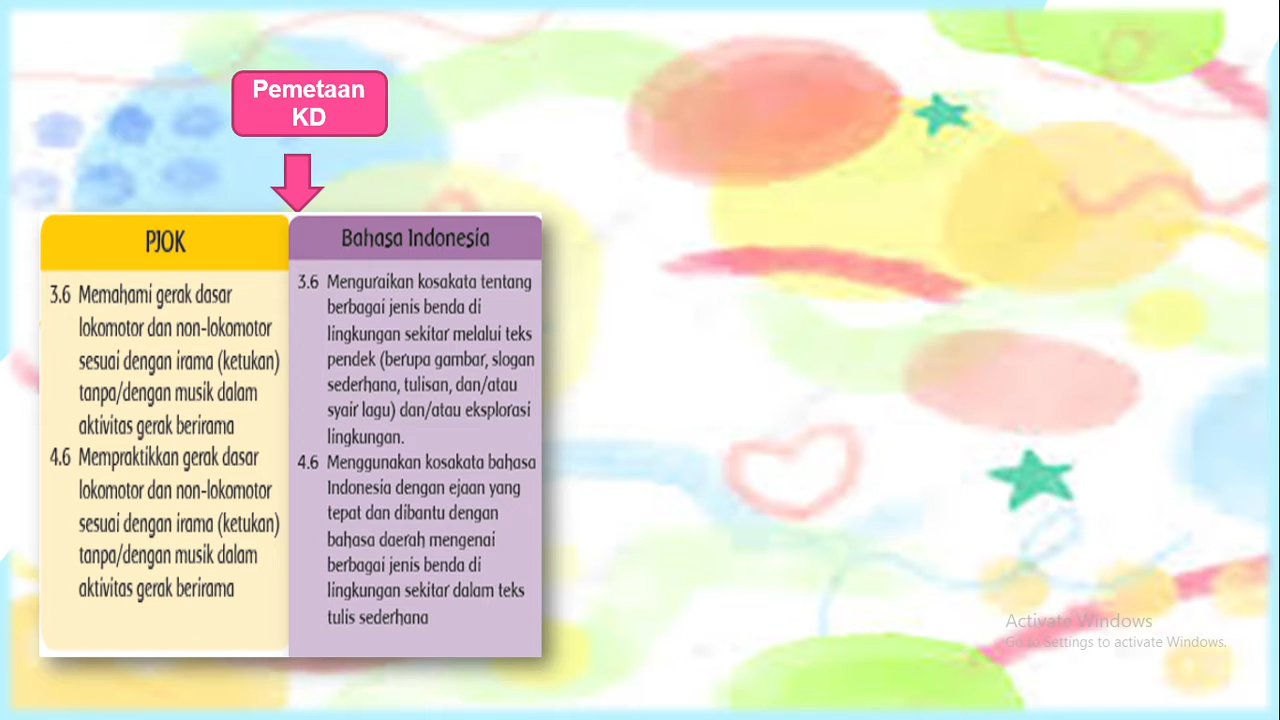 Pemetaan
KD
PJOK
3.6 Memahami gerak dasar
lokomotor dan non-lokomotor
sesuai dengan irama (ketukan)
tanpa/dengan musik dalam
aktivitas gerak berirama
4.6 Mempraktikkan gerak dasar
lokomotor dan non-lokomotor
sesuai dengan irama (ketukan)
tanpa/dengan musik dalam
aktivitas gerak berirama
Bahasa Indonesia
3.6 Menguraikan kosakata tentang
berbagai jenis benda di
lingkungan sekitar melalui teks
pendek (berupa gambar, slogan
sederhana, tulisan, dan/atau
syair lagu) dan/atau eksplorasi
lingkungan.
4.6 Menggunakan kosakata bahasa
Indonesia dengan ejaan yang
tepat dan dibantu dengan
bahasa daerah mengenai
berbagai jenis benda di
lingkungan sekitar dalam teks
tulis sederhana
Activate Windows
Go to Settings to activate Windows.